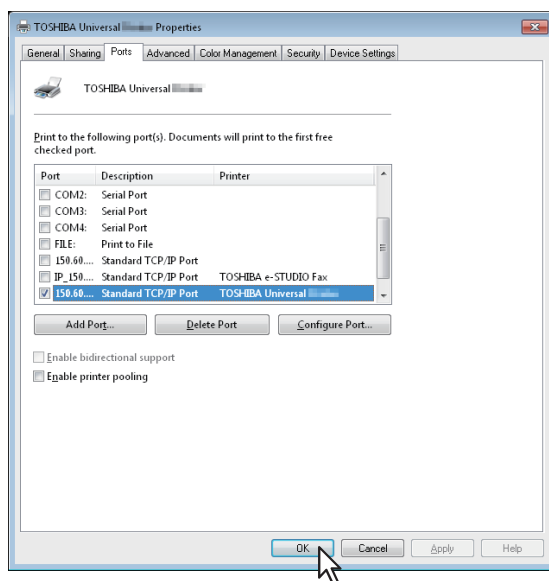 TOSHIBA Universal Properties
General Sharing Ports Advanced Color Management Security Device Settings
TOSHIBA Universal
Print to the following port(s). Documents will print to the first free
checked port.
Port Description Printer
COM2: Serial Port
COM3: Serial Port
COM4: Serial Port
FILE: Print to File
150.60.... Standard TCP/IP Port
IP_150.... Standard TCP/IP Port TOSHIBA e-STUDIO Fax
150.60.... Standard TCP/IP Port TOSHIBA Universal
Add Port... Delete Port Configure Port...
Enable bidirectional support
Enable printer pooling
OK Cancel Apply Help